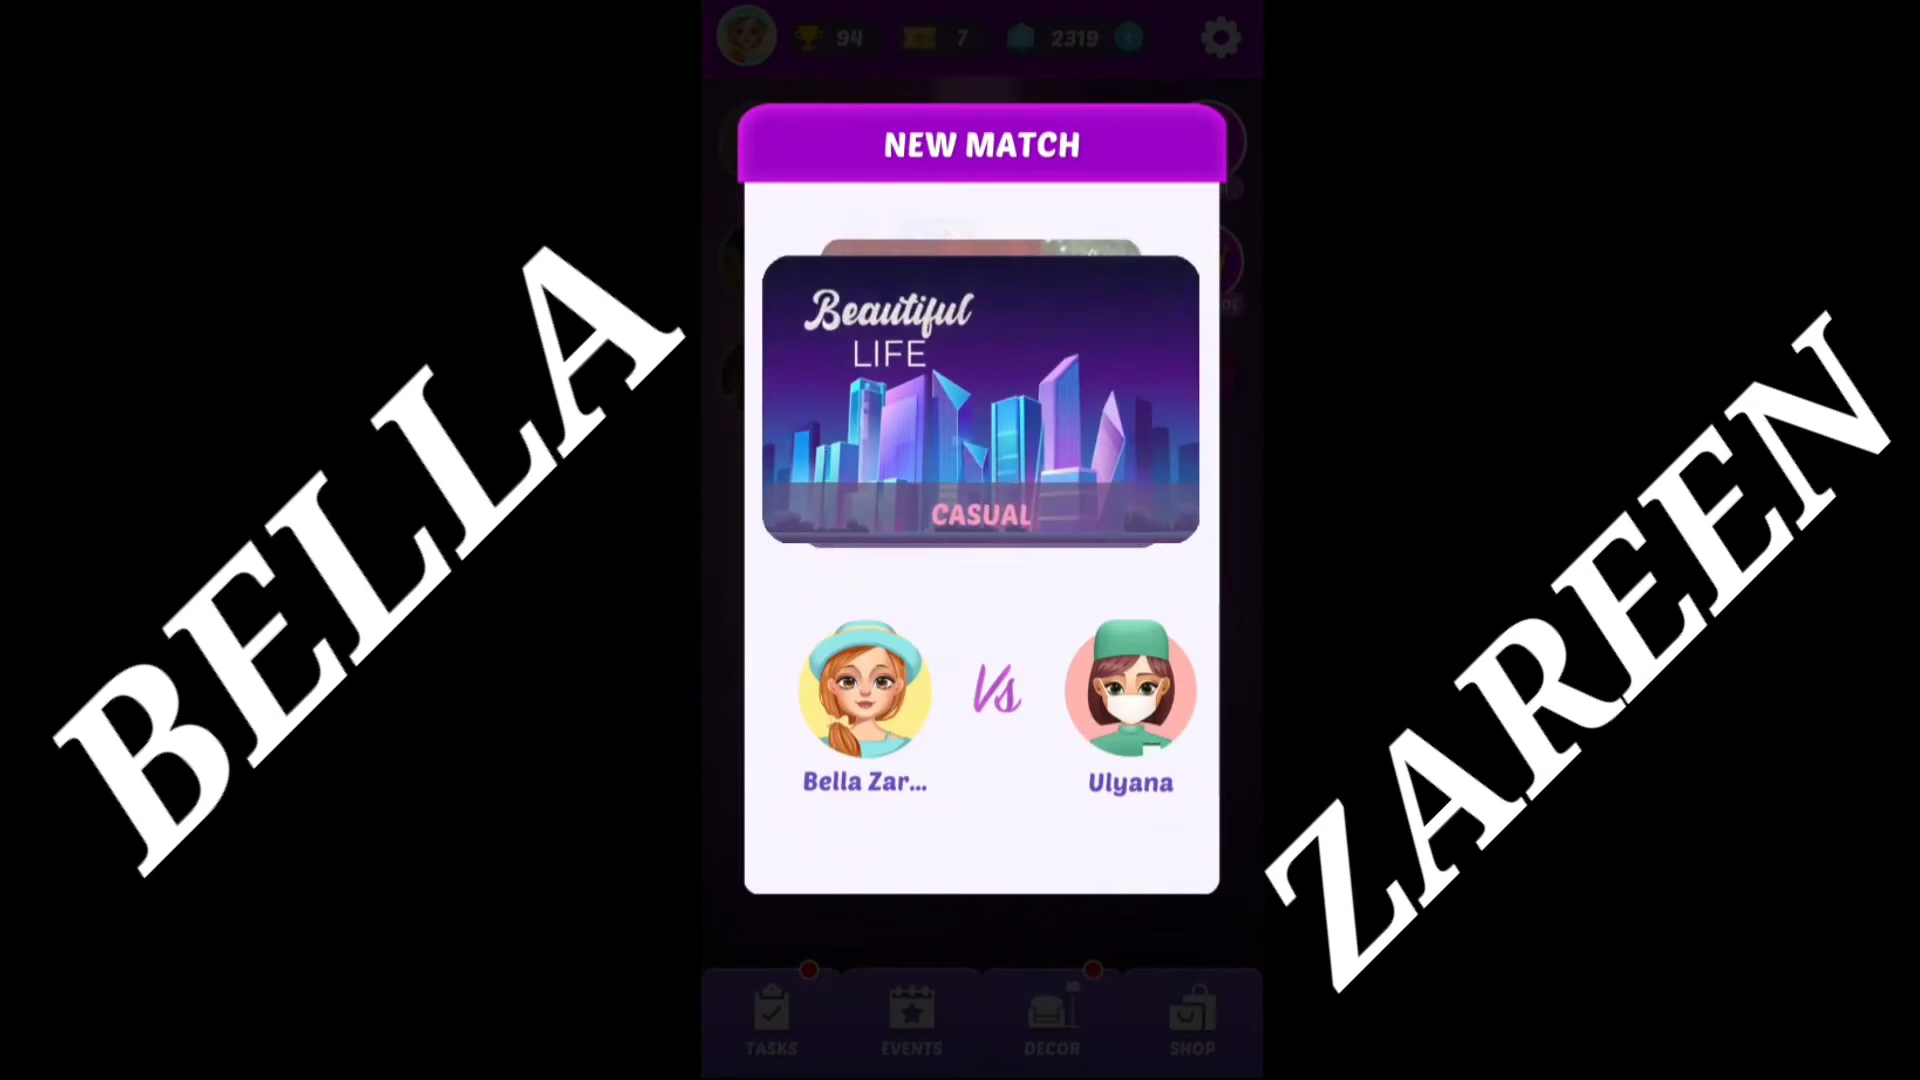 94
7
2319
NEW MATCH
Beautiful
LIFE
CASUAL
BELLA
ZAREEN
Vs
Bella Zar...
Ulyana
TASKS
EVENTS
DECOR
SHOP